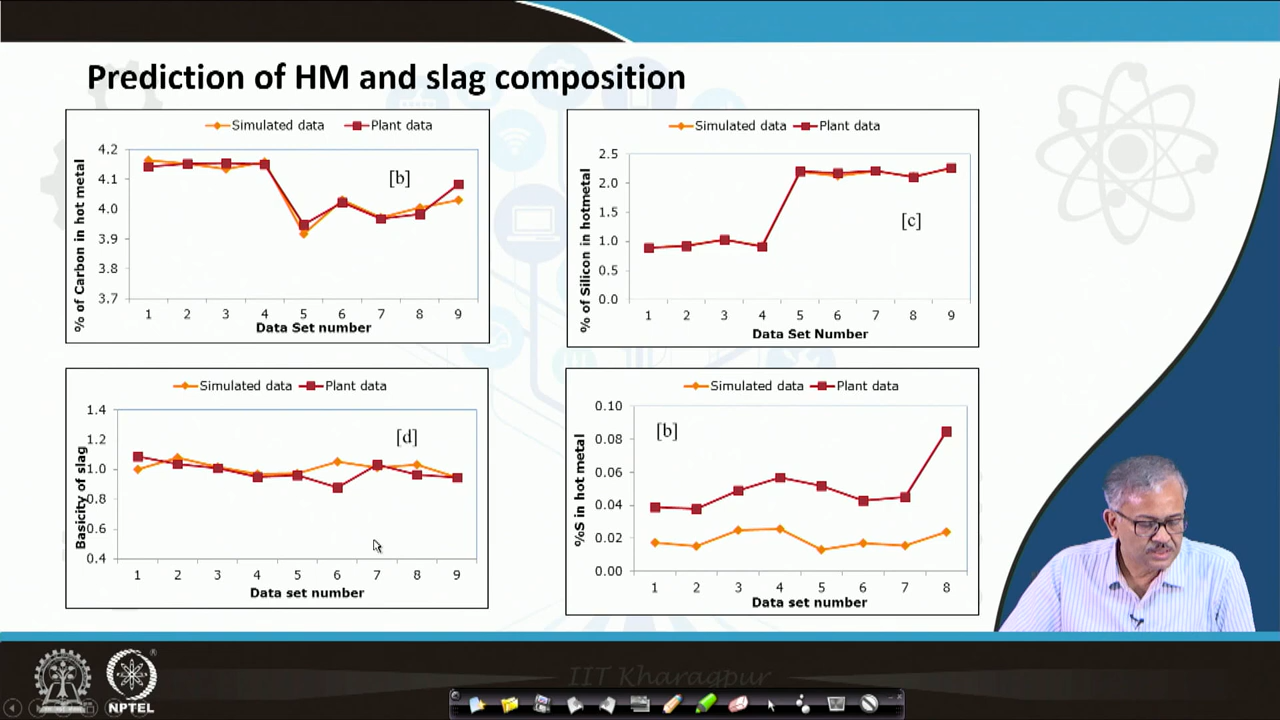 Prediction of HM and slag composition
Simulated data Plant data
[b]
4.2
4.1
4.0
3.9
3.8
3.7
% of Carbon in hot metal
1 2 3 4 5 6 7 8 9
Data Set number
Simulated data Plant data
[c]
2.5
2.0
1.5
1.0
0.5
0.0
% of Silicon in hotmetal
1 2 3 4 5 6 7 8 9
Data Set Number
Simulated data Plant data
[d]
1.4
1.2
1.0
0.8
0.6
0.4
Basicity of slag
1 2 3 4 5 6 7 8 9
Data set number
Simulated data Plant data
[b]
0.10
0.08
0.06
0.04
0.02
0.00
%S in hot metal
1 2 3 4 5 6 7 8
Data set number
IIT Kharagpur
®
NPTEL